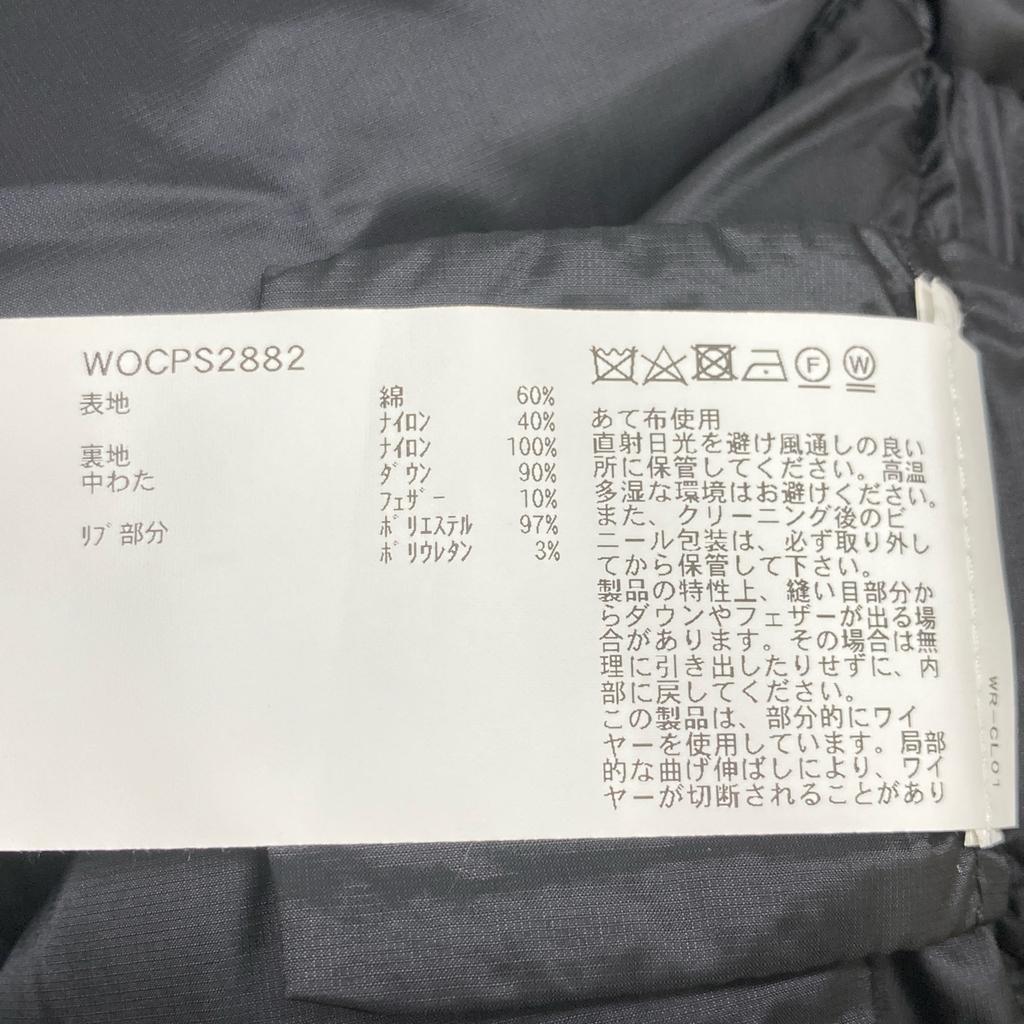 WOCPS2882
表地 綿 60%
ナイロン 40%
裏地 ナイロン 100%
中わた ダウン 90%
フェザー 10%
リブ部分 ポリエステル 97%
ポリウレタン 3%
F W
あて布使用
直射日光を避け風通しの良い
所に保管してください。高温
多湿な環境はお避けください。
また、クリーニング後のビ
ニール包装は、必ず取り外し
てから保管して下さい。
製品の特性上、縫い目部分か
らダウンやフェザーが出る場
合があります。その場合は無
理に引き出したりせずに、内
部に戻してください。
この製品は、部分的にワイ
ヤーを使用しています。局部
的な曲げ伸ばしにより、ワイ
ヤーが切断されることがあり
WR-CL01